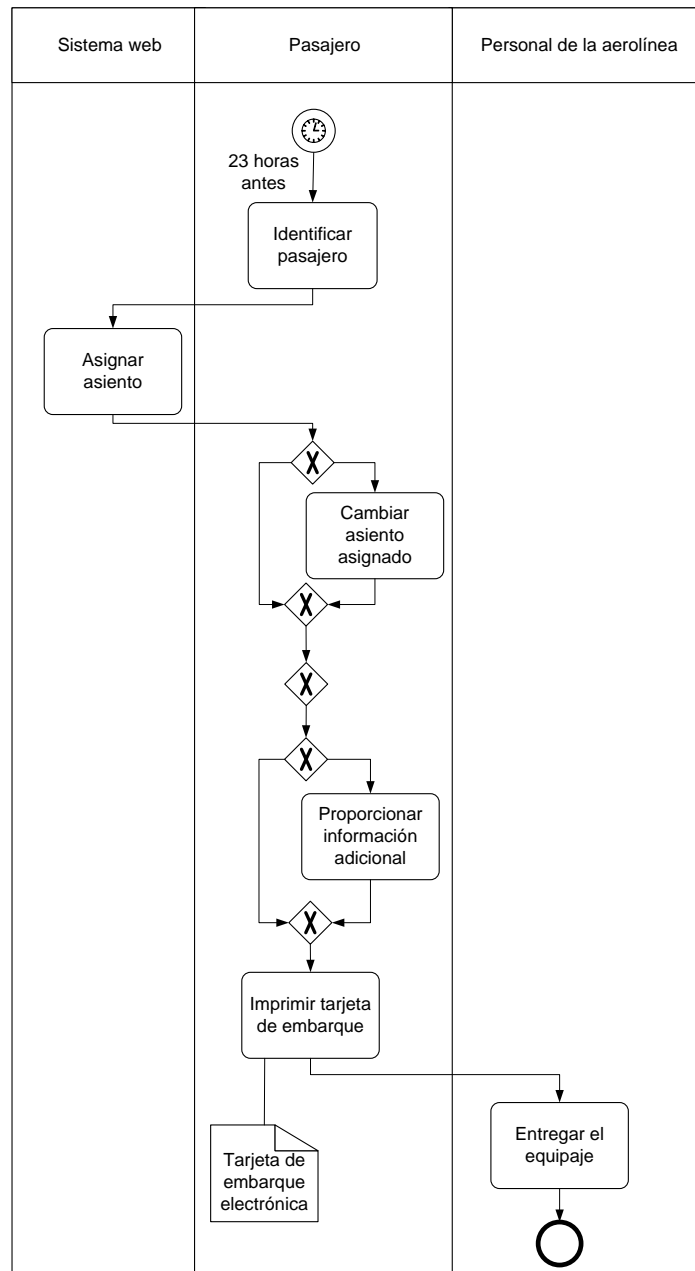 Sistema web
Pasajero
Personal de la aerolínea
23 horas
antes
Identificar
pasajero
Asignar
asiento
Cambiar
asiento
asignado
Proporcionar
información
adicional
Imprimir tarjeta
de embarque
Entregar el
equipaje
Tarjeta de
embarque
electrónica